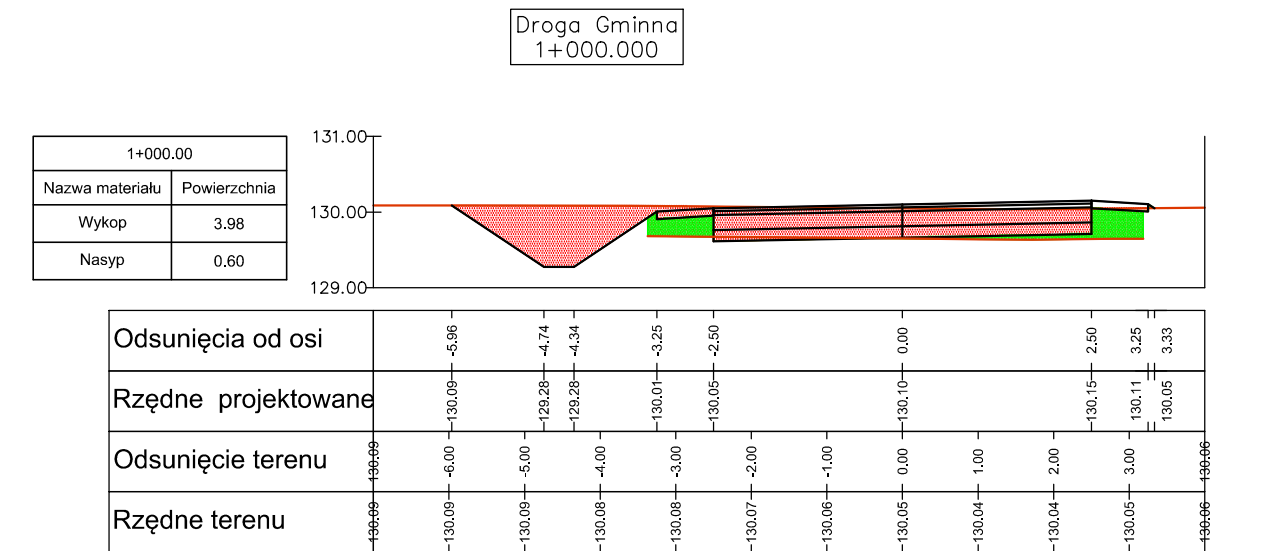 Droga Gminna
1+000.000
1+000.00
Nazwa materiału Powierzchnia
Wykop 3.98
Nasyp 0.60
131.00
130.00
129.00
Odsunięcia od osi -5.96 -4.74 -4.34 -3.25 -2.50 0.00 2.50 3.25 3.33
Rzędne projektowane 130.09 129.28 129.28 130.01 130.05 130.10 130.15 130.11 130.05
Odsunięcie terenu 130.09 -6.00 -5.00 -4.00 -3.00 -2.00 -1.00 0.00 1.00 2.00 3.00 130.06
Rzędne terenu 130.09 130.09 130.09 130.08 130.08 130.07 130.06 130.05 130.04 130.04 130.05 130.06